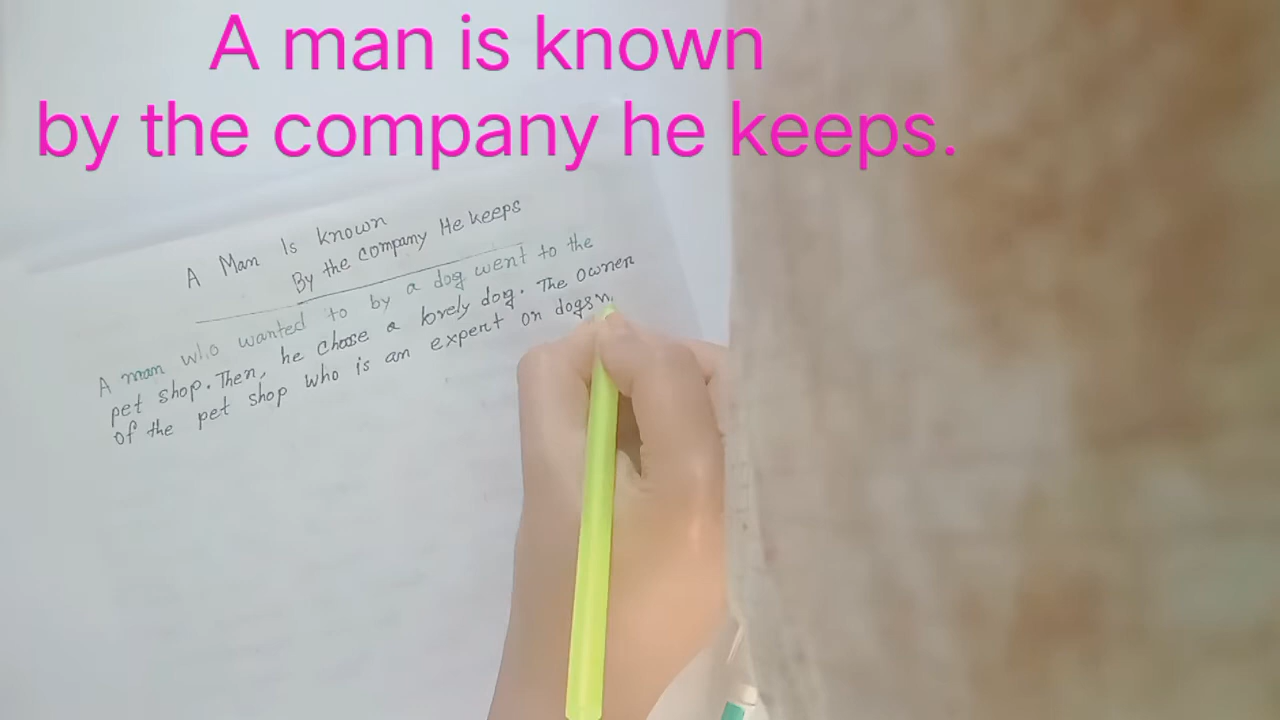 A man is known
by the company he keeps.
A Man Is known
By the company He keeps
A man who wanted to by a dog went to the
pet shop. Then, he choose a lovely dog. The owner
of the pet shop who is an expert on dogs